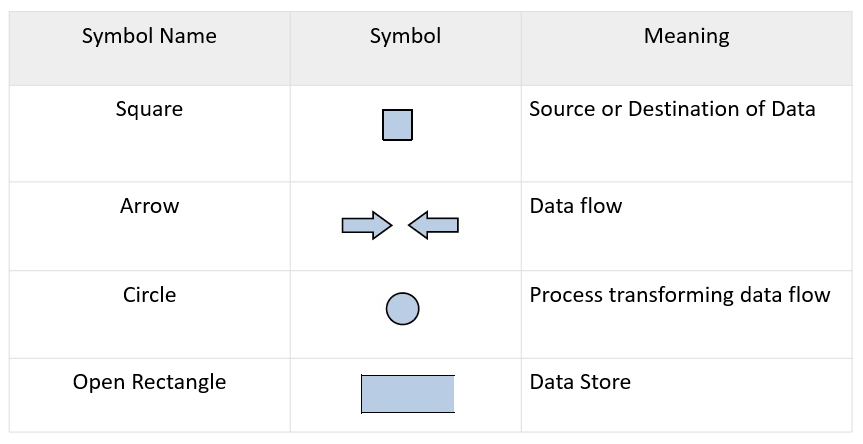 Symbol Name Symbol Meaning
Square Source or Destination of Data
Arrow Data flow
Circle Process transforming data flow
Open Rectangle Data Store